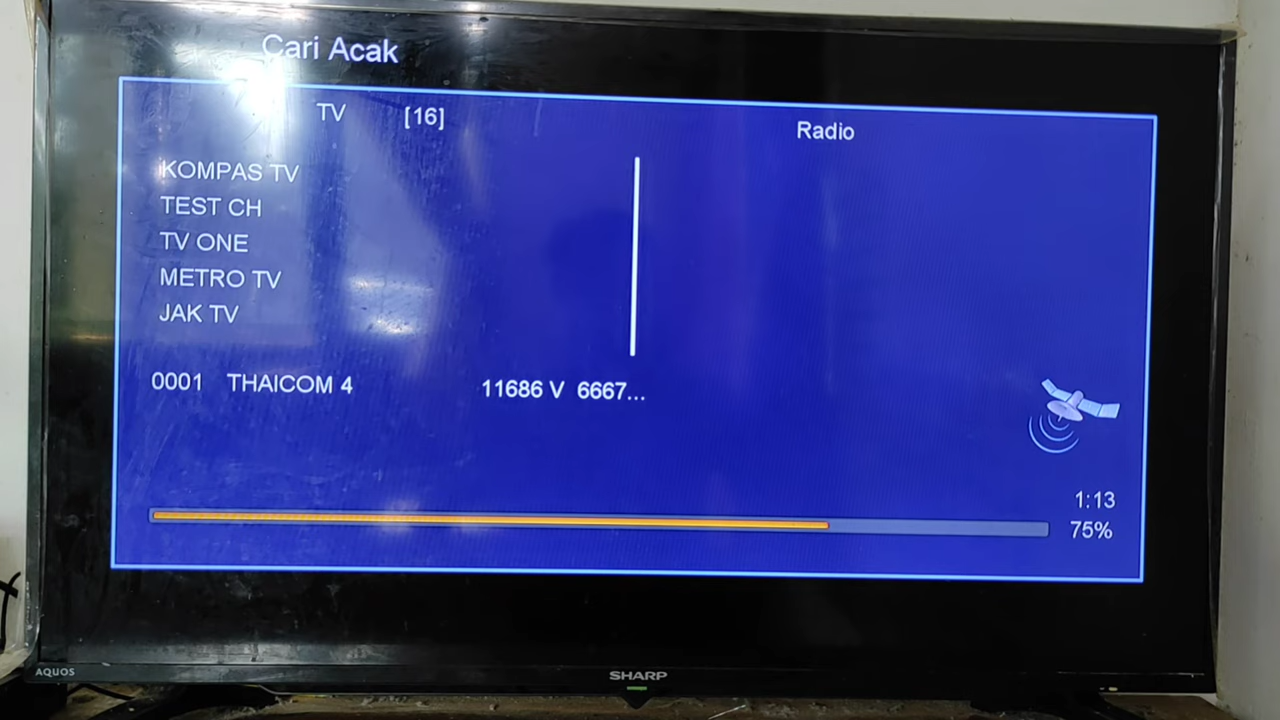 Cari Acak
TV [16]
Radio
KOMPAS TV
TEST CH
TV ONE
METRO TV
JAK TV
0001 THAICOM 4 11686 V 6667...
1:13
75%
AQUOS
SHARP